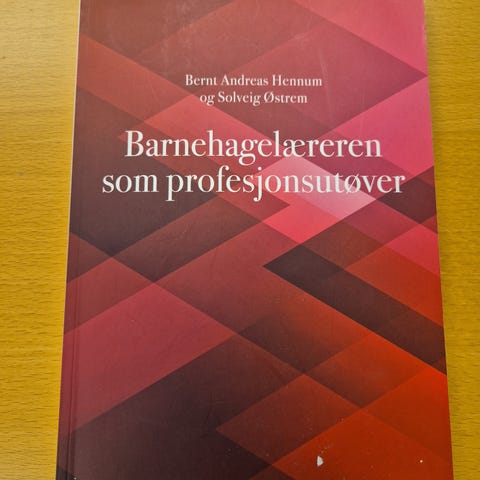 Bernt Andreas Hennum
og Solveig Østrem
Barnehagelæreren
som profesjonsutøver